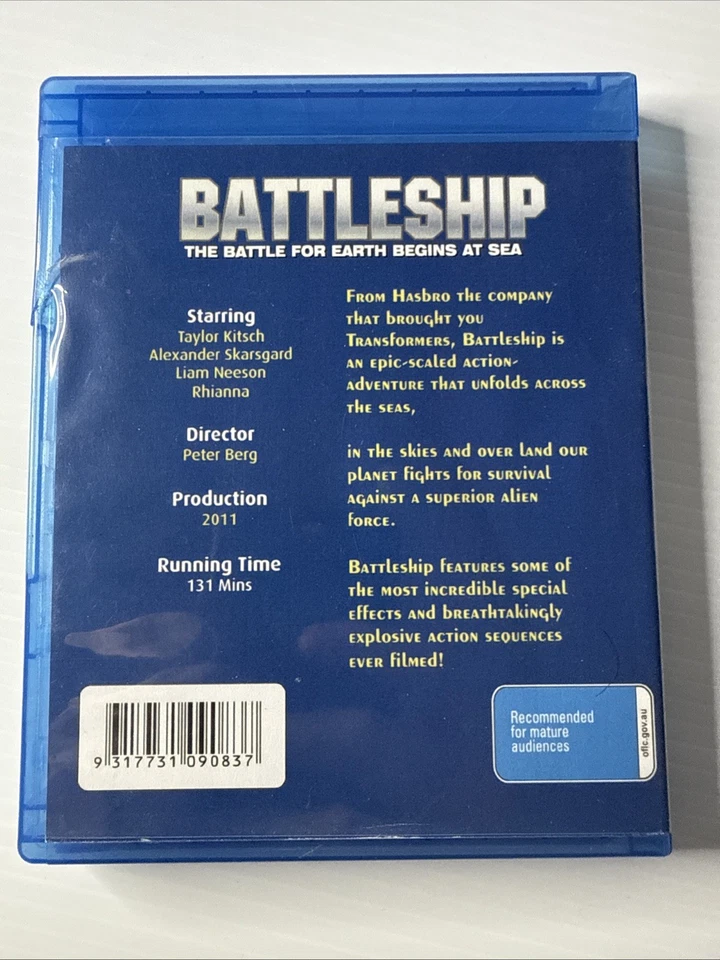 BATTLESHIP
THE BATTLE FOR EARTH BEGINS AT SEA
Starring
Taylor Kitsch
Alexander Skarsgard
Liam Neeson
Rhianna
Director
Peter Berg
Production
2011
Running Time
131 Mins
From Hasbro the company
that brought you
Transformers, Battleship is
an epic-scaled action-
adventure that unfolds across
the seas,
in the skies and over land our
planet fights for survival
against a superior alien
force.
Battleship features some of
the most incredible special
effects and breathtakingly
explosive action sequences
ever filmed!
9 317731 090837
Recommended
for mature
audiences
oflc.gov.au